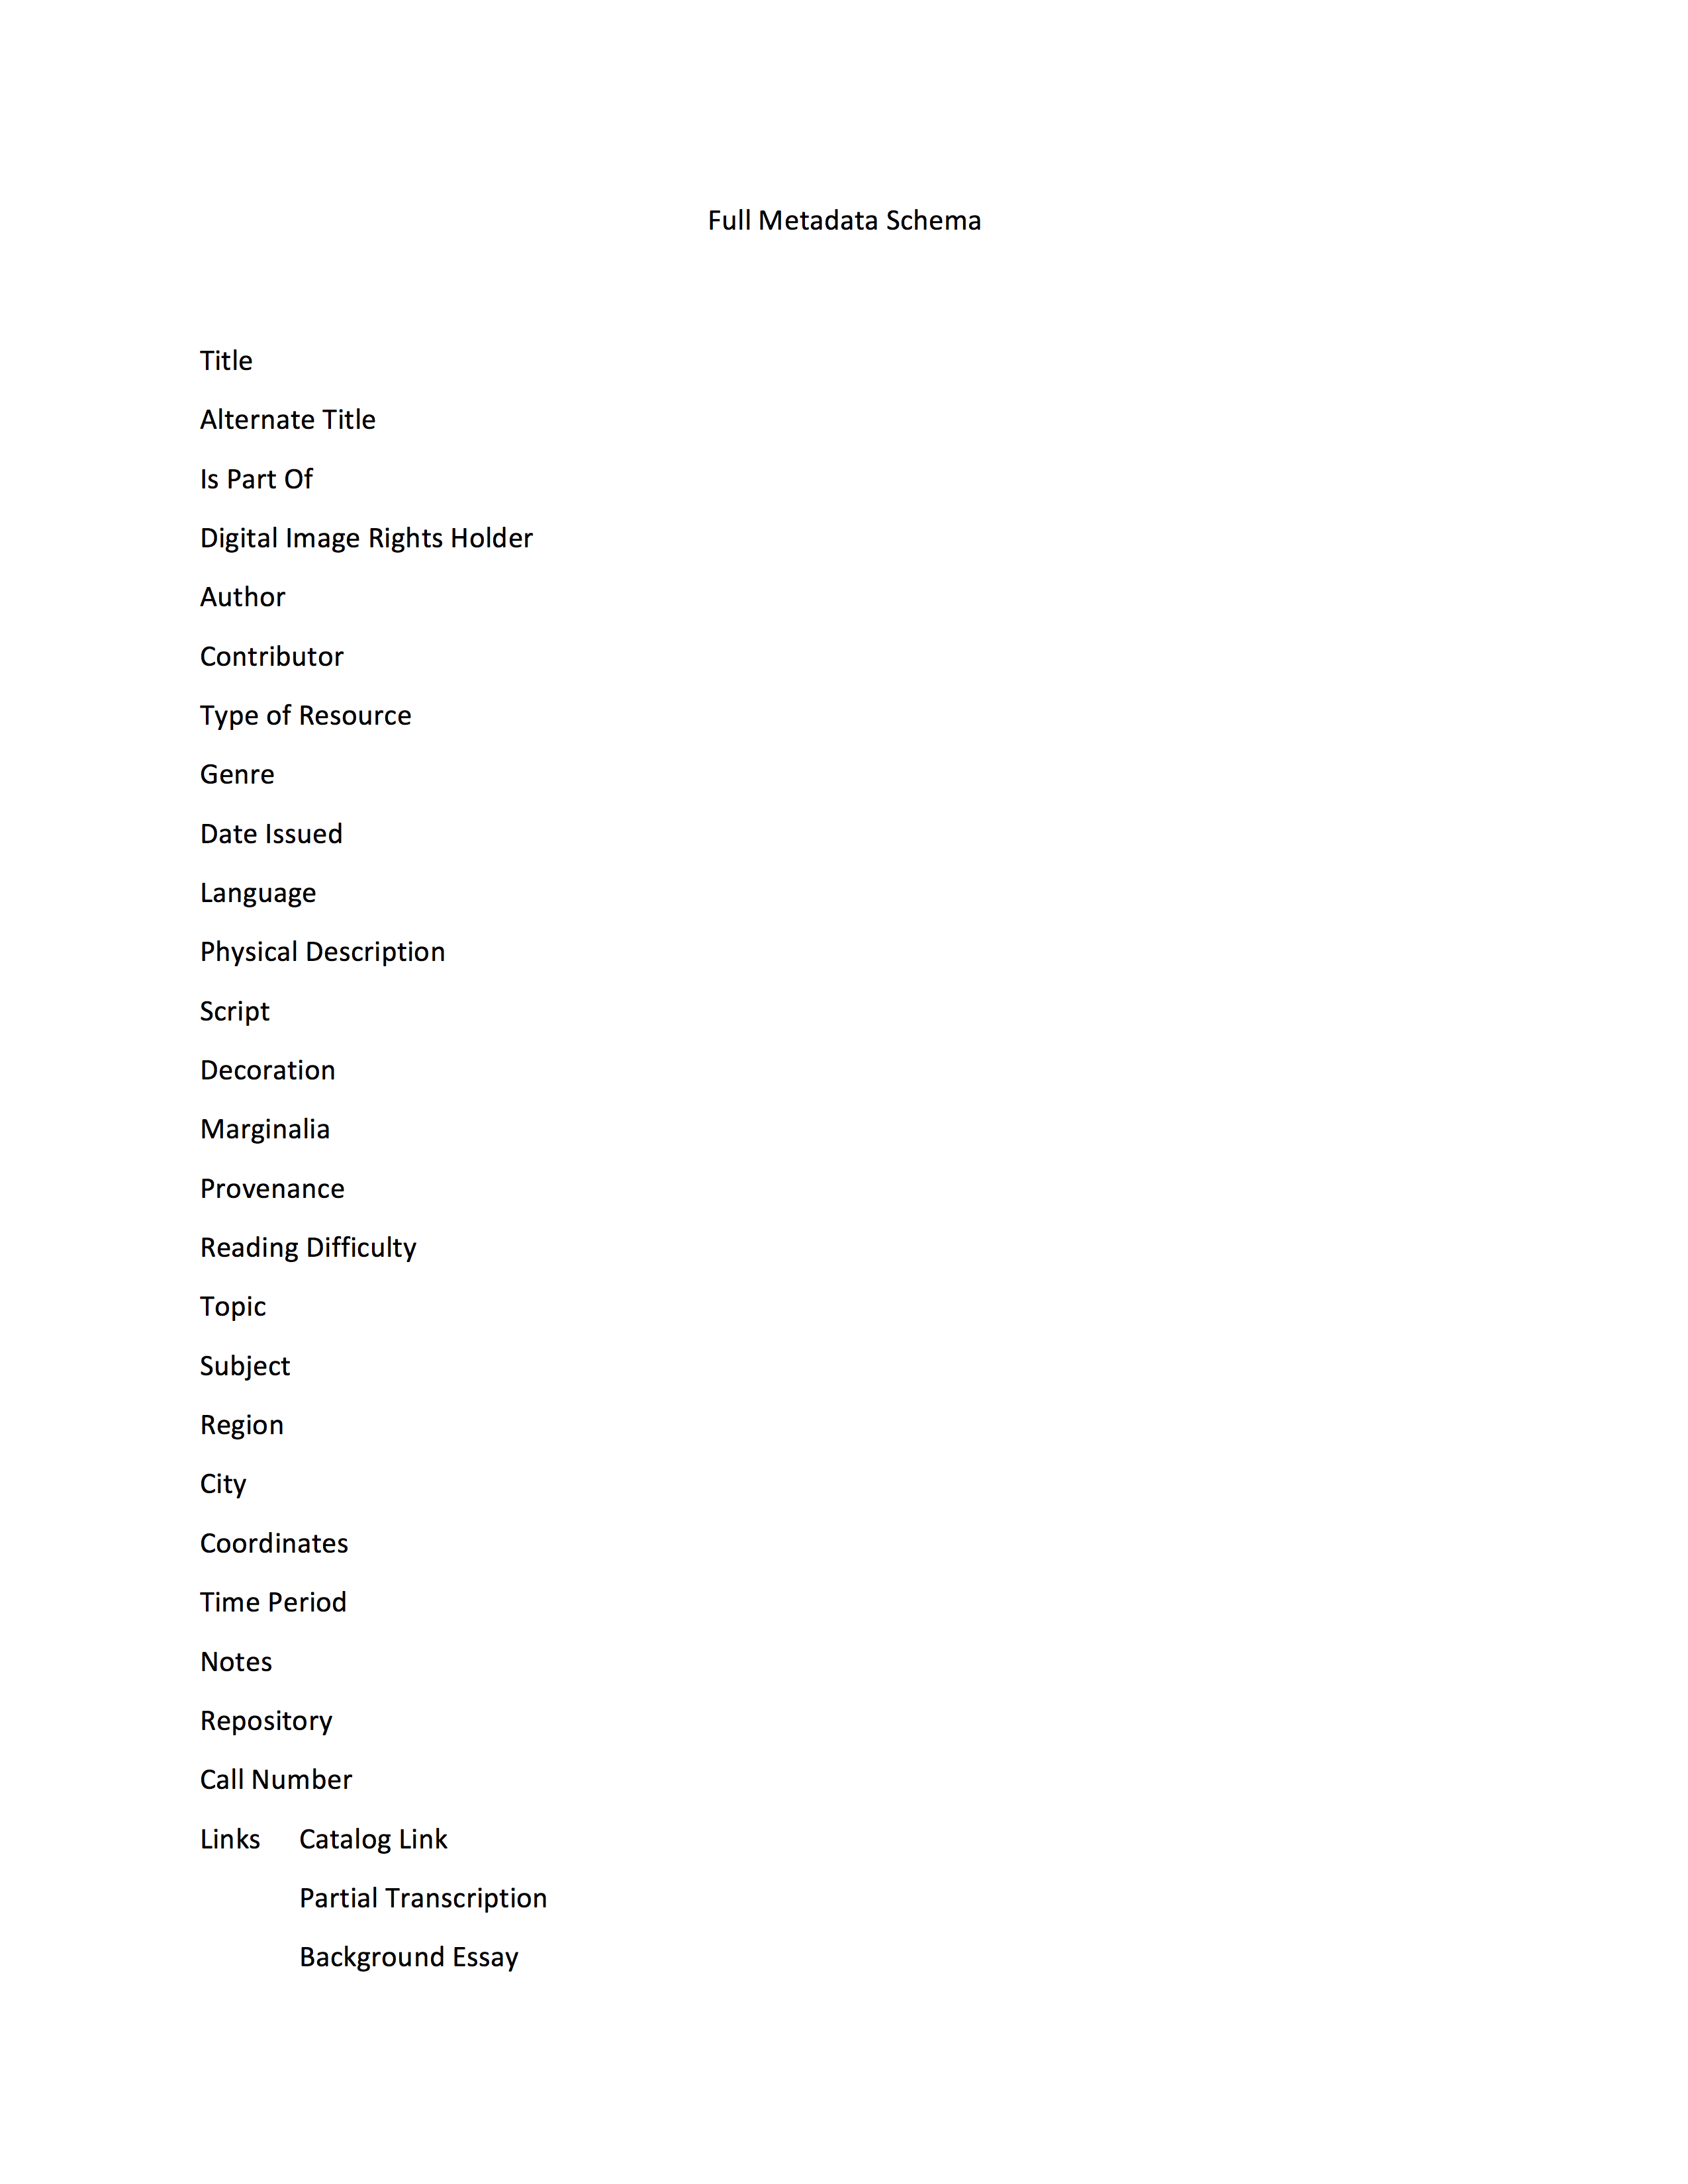 Full Metadata Schema
Title
Alternate Title
Is Part Of
Digital Image Rights Holder
Author
Contributor
Type of Resource
Genre
Date Issued
Language
Physical Description
Script
Decoration
Marginalia
Provenance
Reading Difficulty
Topic
Subject
Region
City
Coordinates
Time Period
Notes
Repository
Call Number
Links Catalog Link
Partial Transcription
Background Essay